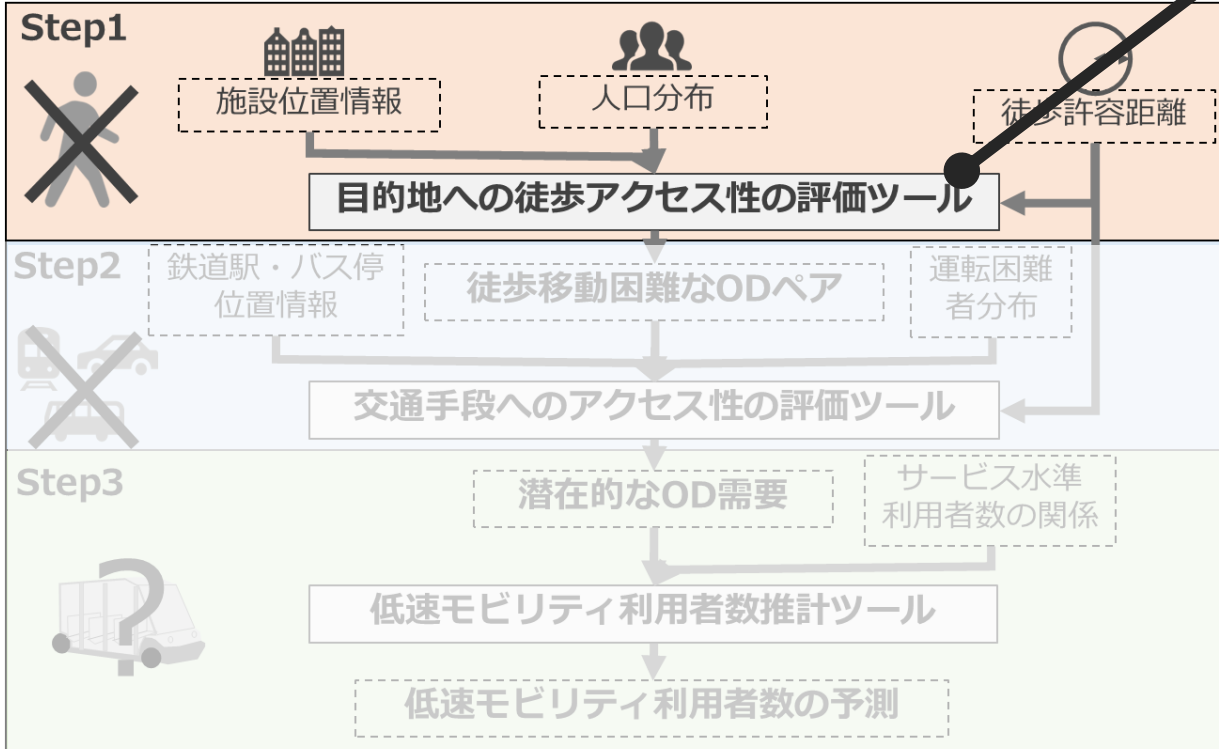 Step1
施設位置情報
人口分布
徒歩許容距離
目的地への徒歩アクセス性の評価ツール
Step2
鉄道駅・バス停
位置情報
徒歩移動困難なODペア
運転困難
者分布
交通手段へのアクセス性の評価ツール
Step3
潜在的なOD需要
サービス水準
利用者数の関係
?
低速モビリティ利用者数推計ツール
低速モビリティ利用者数の予測